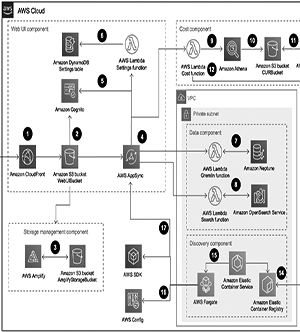 aws
AWS Cloud
Web UI component
6
Amazon DynamoDB
Settings table
AWS Lambda
Settings function
5
Amazon Cognito
1
Amazon CloudFront
2
Amazon S3 bucket
WebUIBucket
4
AWS AppSync
Cost component
9
AWS Lambda
Cost function
12
10
Amazon Athena
11
Amazon S3 bucket
CURBucket
VPC
Private subnet
Data component
7
AWS Lambda
Gremlin function
Amazon Neptune
8
AWS Lambda
Search function
Amazon OpenSearch Service
Storage management component
3
AWS Amplify
Amazon S3 bucket
AmplifyStorageBucket
17
AWS SDK
16
AWS Config
Discovery component
15
Amazon Elastic
Container Service
14
AWS Fargate
Amazon Elastic
Container Registry